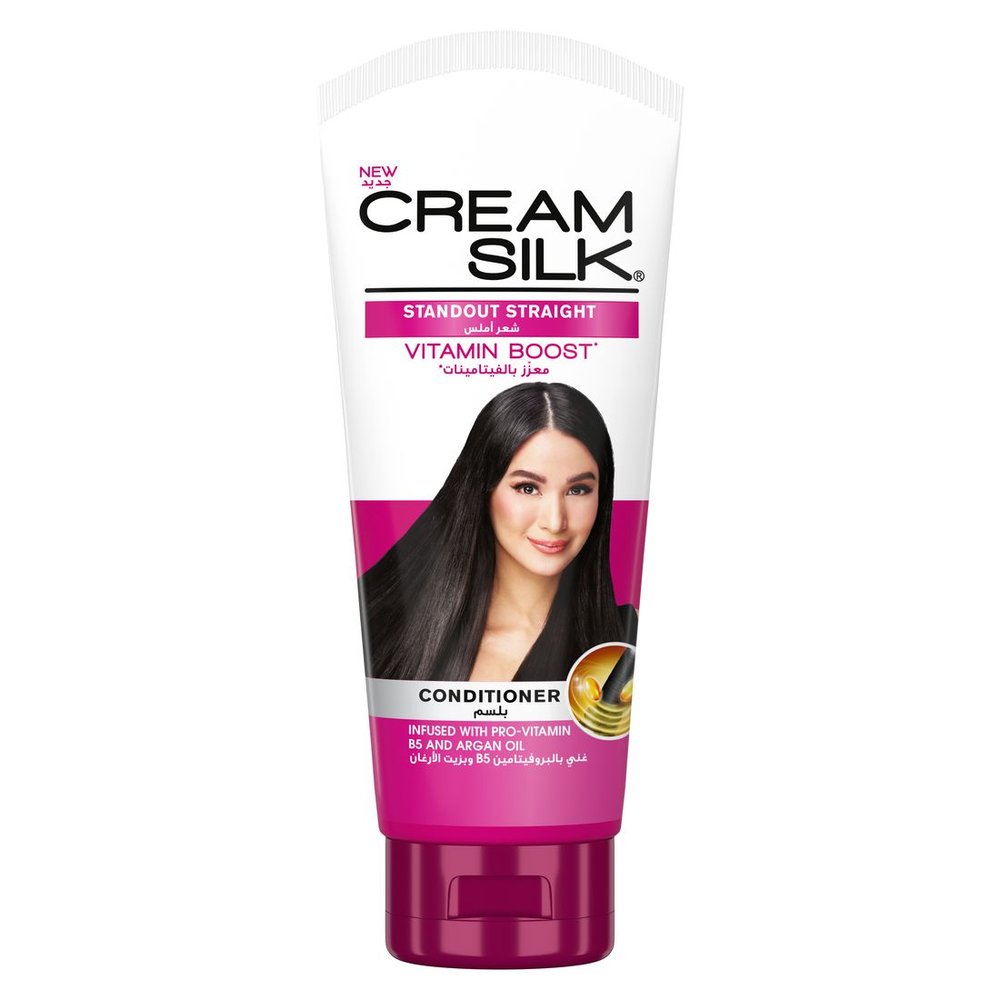 NEW
جديد
CREAM
SILK®
STANDOUT STRAIGHT
شعر أملس
VITAMIN BOOST*
معزّز بالفيتامينات*
CONDITIONER
بلسم
INFUSED WITH PRO-VITAMIN
B5 AND ARGAN OIL
غني بالبروفيتامين B5 وبزيت الأرغان